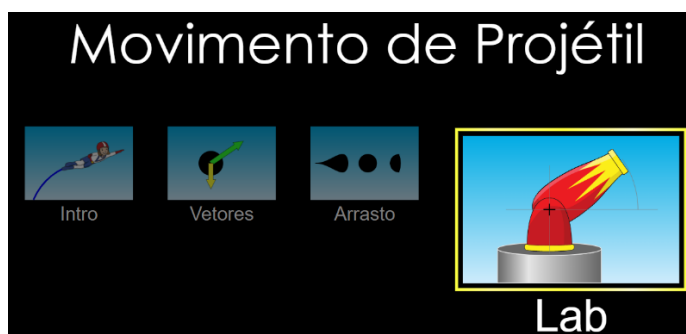 Movimento de Projétil
Intro
Vetores
Arrasto
Lab